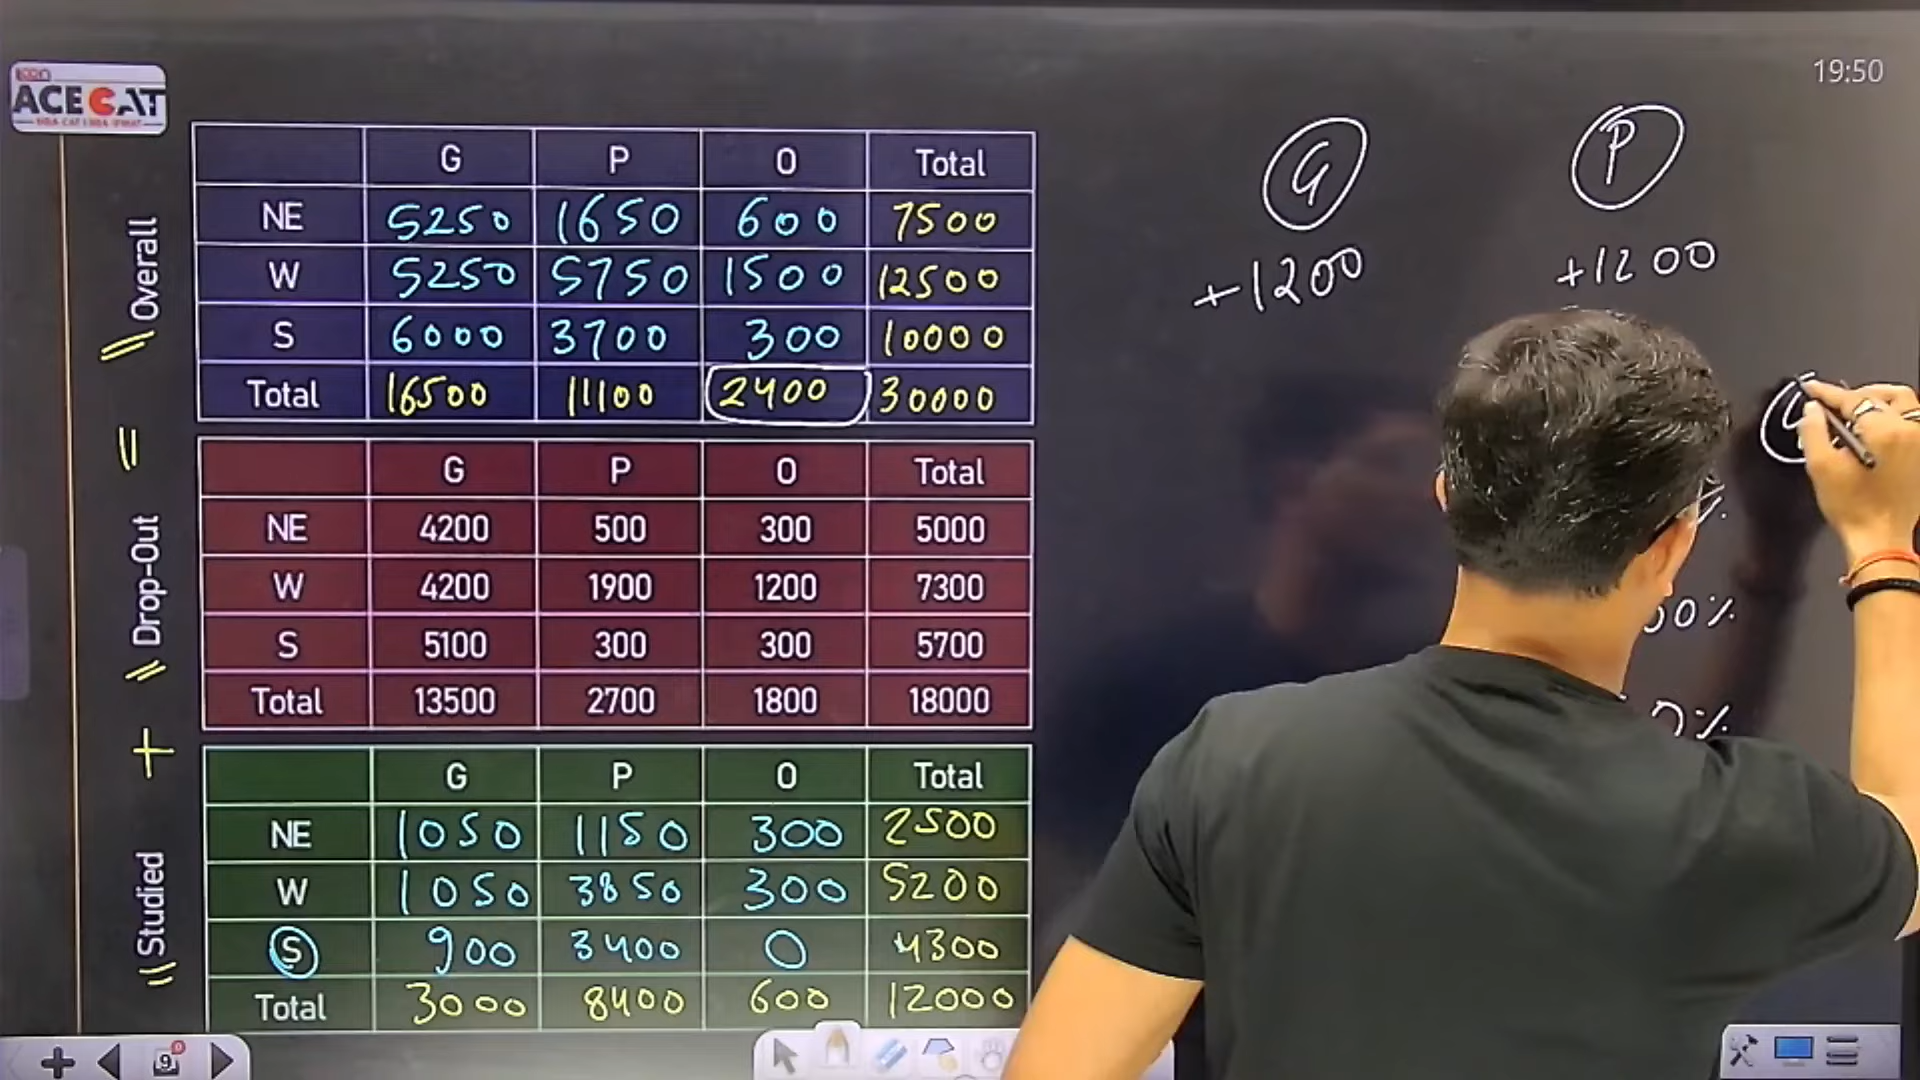 19:50
ACECAT
G P O Total
NE 5250 1650 600 7500
W 5250 5750 1500 12500
S 6000 3700 300 10000
Total 16500 11100 2400 30000
G P O Total
NE 4200 500 300 5000
W 4200 1900 1200 7300
S 5100 300 300 5700
Total 13500 2700 1800 18000
G P O Total
NE 1050 1150 300 2500
W 1050 3850 300 5200
S 900 3400 0 4300
Total 3000 8400 600 12000
Overall
=
Drop-Out
+
Studied
G P
+1200 +1200
9